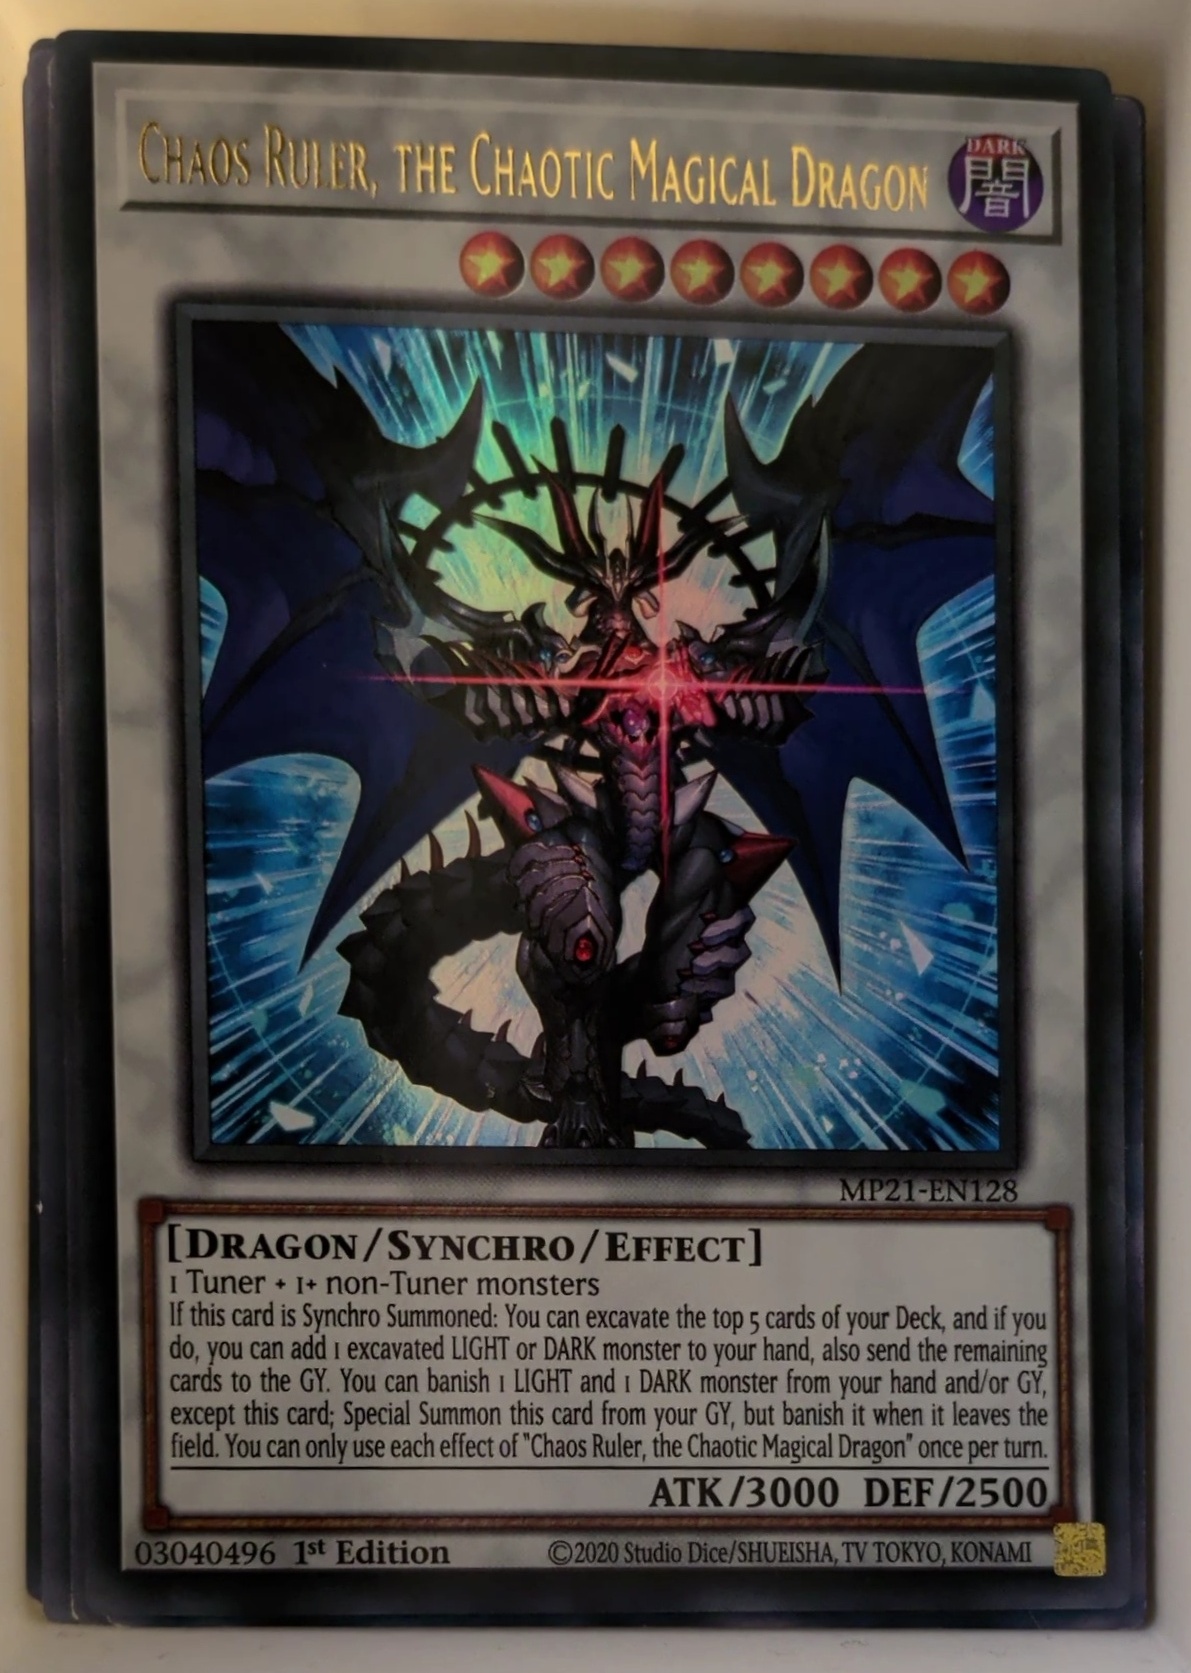 CHAOS RULER, THE CHAOTIC MAGICAL DRAGON
DARK
闇
MP21-EN128
[DRAGON/SYNCHRO/EFFECT]
1 Tuner + 1+ non-Tuner monsters
If this card is Synchro Summoned: You can excavate the top 5 cards of your Deck, and if you
do, you can add 1 excavated LIGHT or DARK monster to your hand, also send the remaining
cards to the GY. You can banish 1 LIGHT and 1 DARK monster from your hand and/or GY,
except this card; Special Summon this card from your GY, but banish it when it leaves the
field. You can only use each effect of "Chaos Ruler, the Chaotic Magical Dragon" once per turn.
ATK/3000 DEF/2500
03040496 1st Edition ©2020 Studio Dice/SHUEISHA, TV TOKYO, KONAMI